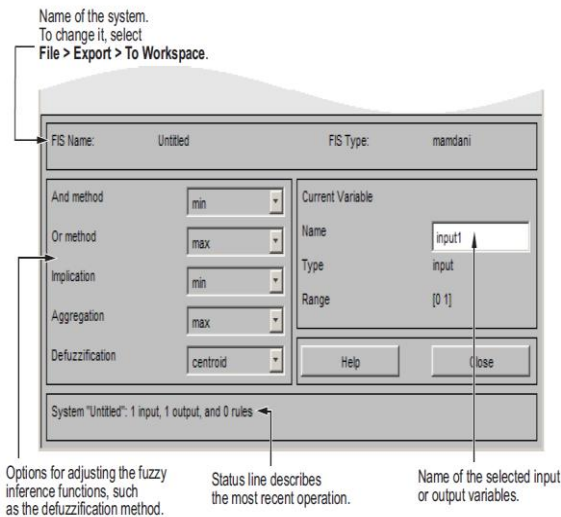 Name of the system.
To change it, select
File > Export > To Workspace.
FIS Name: Untitled FIS Type: mamdani
And method min
Or method max
Implication min
Aggregation max
Defuzzification centroid
Current Variable
Name input1
Type input
Range [0 1]
Help Close
System "Untitled": 1 input, 1 output, and 0 rules
Options for adjusting the fuzzy
inference functions, such
as the defuzzification method.
Status line describes
the most recent operation.
Name of the selected input
or output variables.